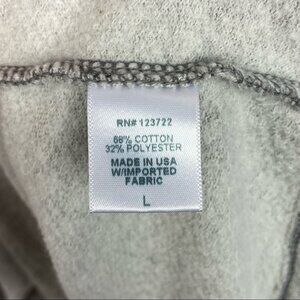 RN# 123722
68% COTTON
32% POLYESTER
MADE IN USA
W/IMPORTED
FABRIC
L